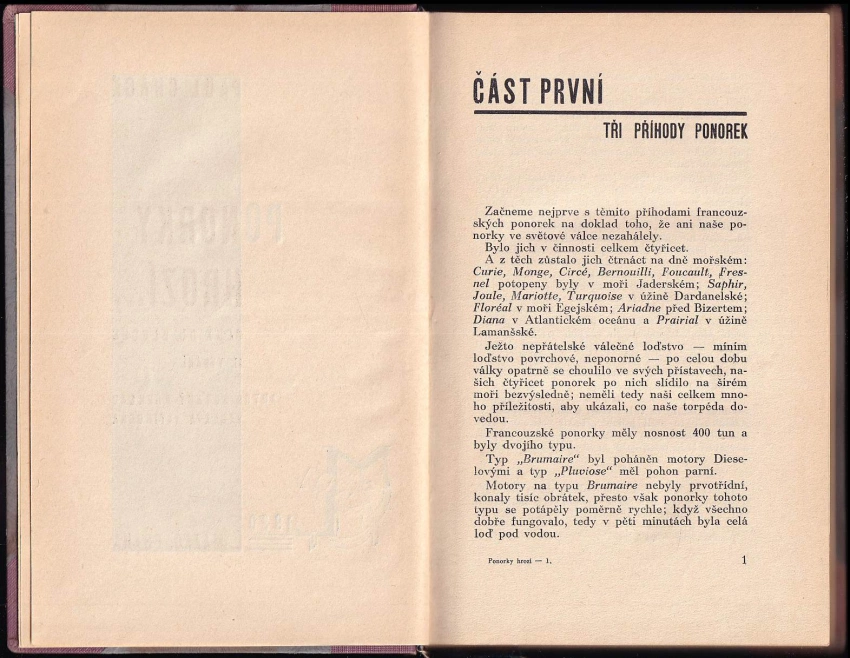 ČÁST PRVNÍ
TŘI PŘÍHODY PONOREK
Začneme nejprve s těmito příhodami francouz-
ských ponorek na doklad toho, že ani naše po-
norky ve světové válce nezahálely.
Bylo jich v činnosti celkem čtyřicet.
A z těch zůstalo jich čtrnáct na dně mořském:
Curie, Monge, Circé, Bernouilli, Foucault, Fres-
nel potopeny byly v moři Jaderském; Saphir,
Joule, Mariotte, Turquoise v úžině Dardanelské;
Floréal v moři Egejském; Ariadne před Bizertem;
Diana v Atlantickém oceánu a Prairial v úžině
Lamanšské.
Ježto nepřátelské válečné loďstvo — míním
loďstvo povrchové, neponorné — po celou dobu
války opatrně se choulilo ve svých přístavech, na-
šich čtyřicet ponorek po nich slídilo na širém
moři bezvýsledně; neměli tedy naši celkem mno-
ho příležitosti, aby ukázali, co naše torpéda do-
vedou.
Francouzské ponorky měly nosnost 400 tun a
byly dvojího typu.
Typ „Brumaire“ byl poháněn motory Diese-
lovými a typ „Pluviose“ měl pohon parní.
Motory na typu Brumaire nebyly prvotřídní,
konaly tisíc obrátek, přesto však ponorky tohoto
typu se potápěly poměrně rychle; když všechno
dobře fungovalo, tedy v pěti minutách byla celá
loď pod vodou.
Ponorky hrozí — 1.
1